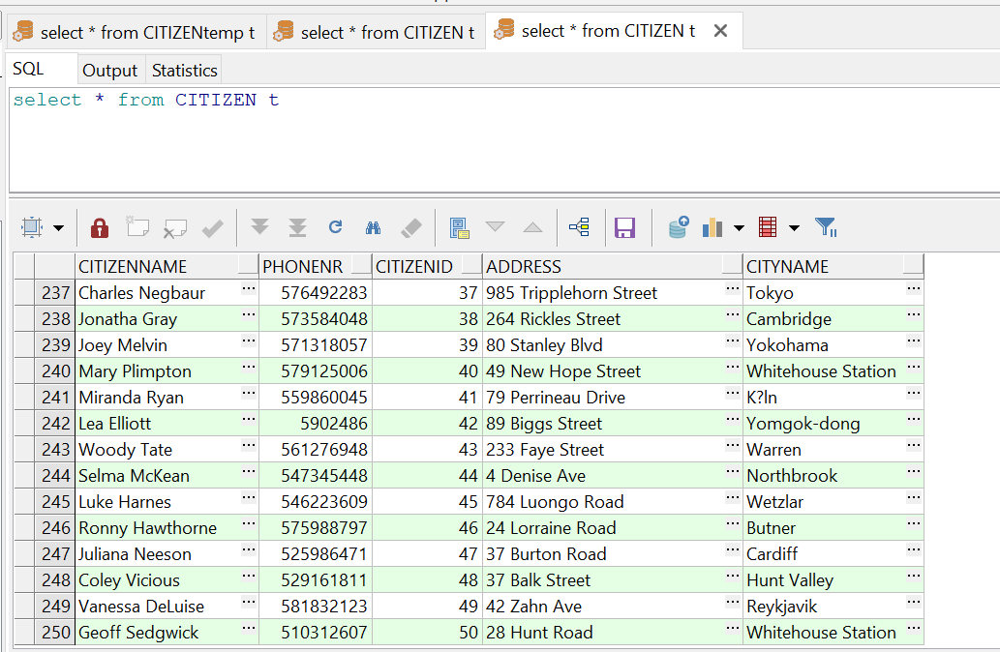 select * from CITIZENtemp t select * from CITIZEN t select * from CITIZEN t
SQL Output Statistics
select * from CITIZEN t
CITIZENNAME PHONENR CITIZENID ADDRESS CITYNAME
237 Charles Negbaur ... 576492283 37 985 Tripplehorn Street ... Tokyo ...
238 Jonatha Gray ... 573584048 38 264 Rickles Street ... Cambridge ...
239 Joey Melvin ... 571318057 39 80 Stanley Blvd ... Yokohama ...
240 Mary Plimpton ... 579125006 40 49 New Hope Street ... Whitehouse Station ...
241 Miranda Ryan ... 559860045 41 79 Perrineau Drive ... K?ln ...
242 Lea Elliott ... 5902486 42 89 Biggs Street ... Yomgok-dong ...
243 Woody Tate ... 561276948 43 233 Faye Street ... Warren ...
244 Selma McKean ... 547345448 44 4 Denise Ave ... Northbrook ...
245 Luke Harnes ... 546223609 45 784 Luongo Road ... Wetzlar ...
246 Ronny Hawthorne ... 575988797 46 24 Lorraine Road ... Butner ...
247 Juliana Neeson ... 525986471 47 37 Burton Road ... Cardiff ...
248 Coley Vicious ... 529161811 48 37 Balk Street ... Hunt Valley ...
249 Vanessa DeLuise ... 581832123 49 42 Zahn Ave ... Reykjavik ...
250 Geoff Sedgwick ... 510312607 50 28 Hunt Road ... Whitehouse Station ...